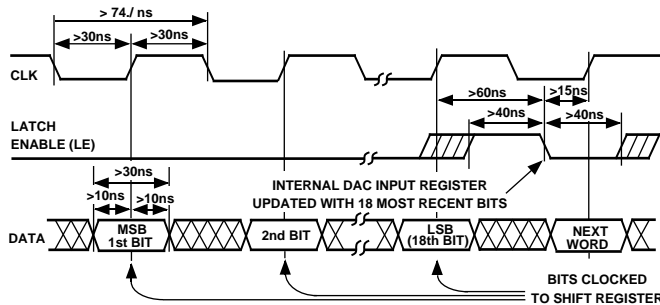 > 74./ ns
>30ns >30ns
CLK
>60ns >15ns
LATCH
ENABLE (LE)
>40ns >40ns
>30ns
INTERNAL DAC INPUT REGISTER
UPDATED WITH 18 MOST RECENT BITS
>10ns >10ns
DATA
MSB
1st BIT
2nd BIT
LSB
(18th BIT)
NEXT
WORD
BITS CLOCKED
TO SHIFT REGISTER